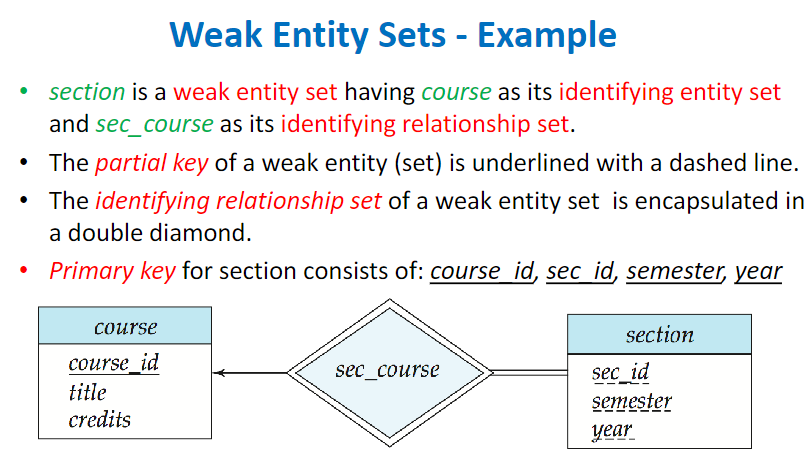 Weak Entity Sets - Example
• section is a weak entity set having course as its identifying entity set
and sec_course as its identifying relationship set.
• The partial key of a weak entity (set) is underlined with a dashed line.
• The identifying relationship set of a weak entity set is encapsulated in
a double diamond.
• Primary key for section consists of: course_id, sec_id, semester, year
course
course_id
title
credits
sec_course
section
sec_id
semester
year